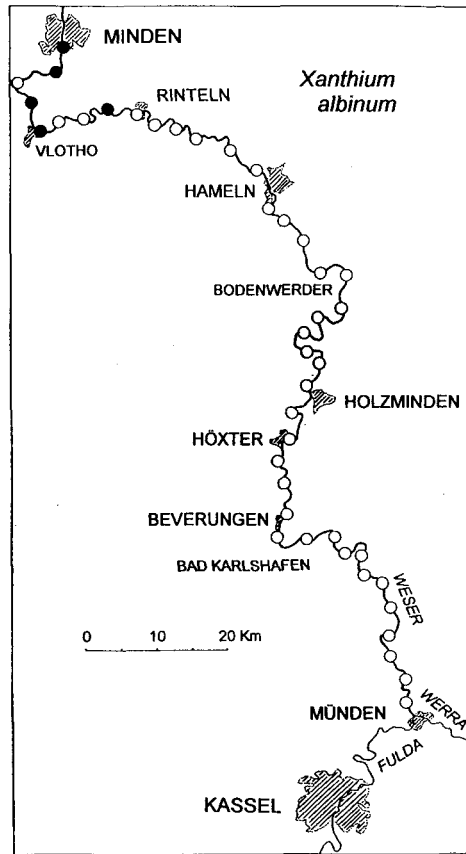 MINDEN
Xanthium
albinum
RINTELN
VLOTHO
HAMELN
BODENWERDER
HOLZMINDEN
HÖXTER
BEVERUNGEN
BAD KARLSHAFEN
WESER
0 10 20 Km
MÜNDEN
WERRA
FULDA
KASSEL